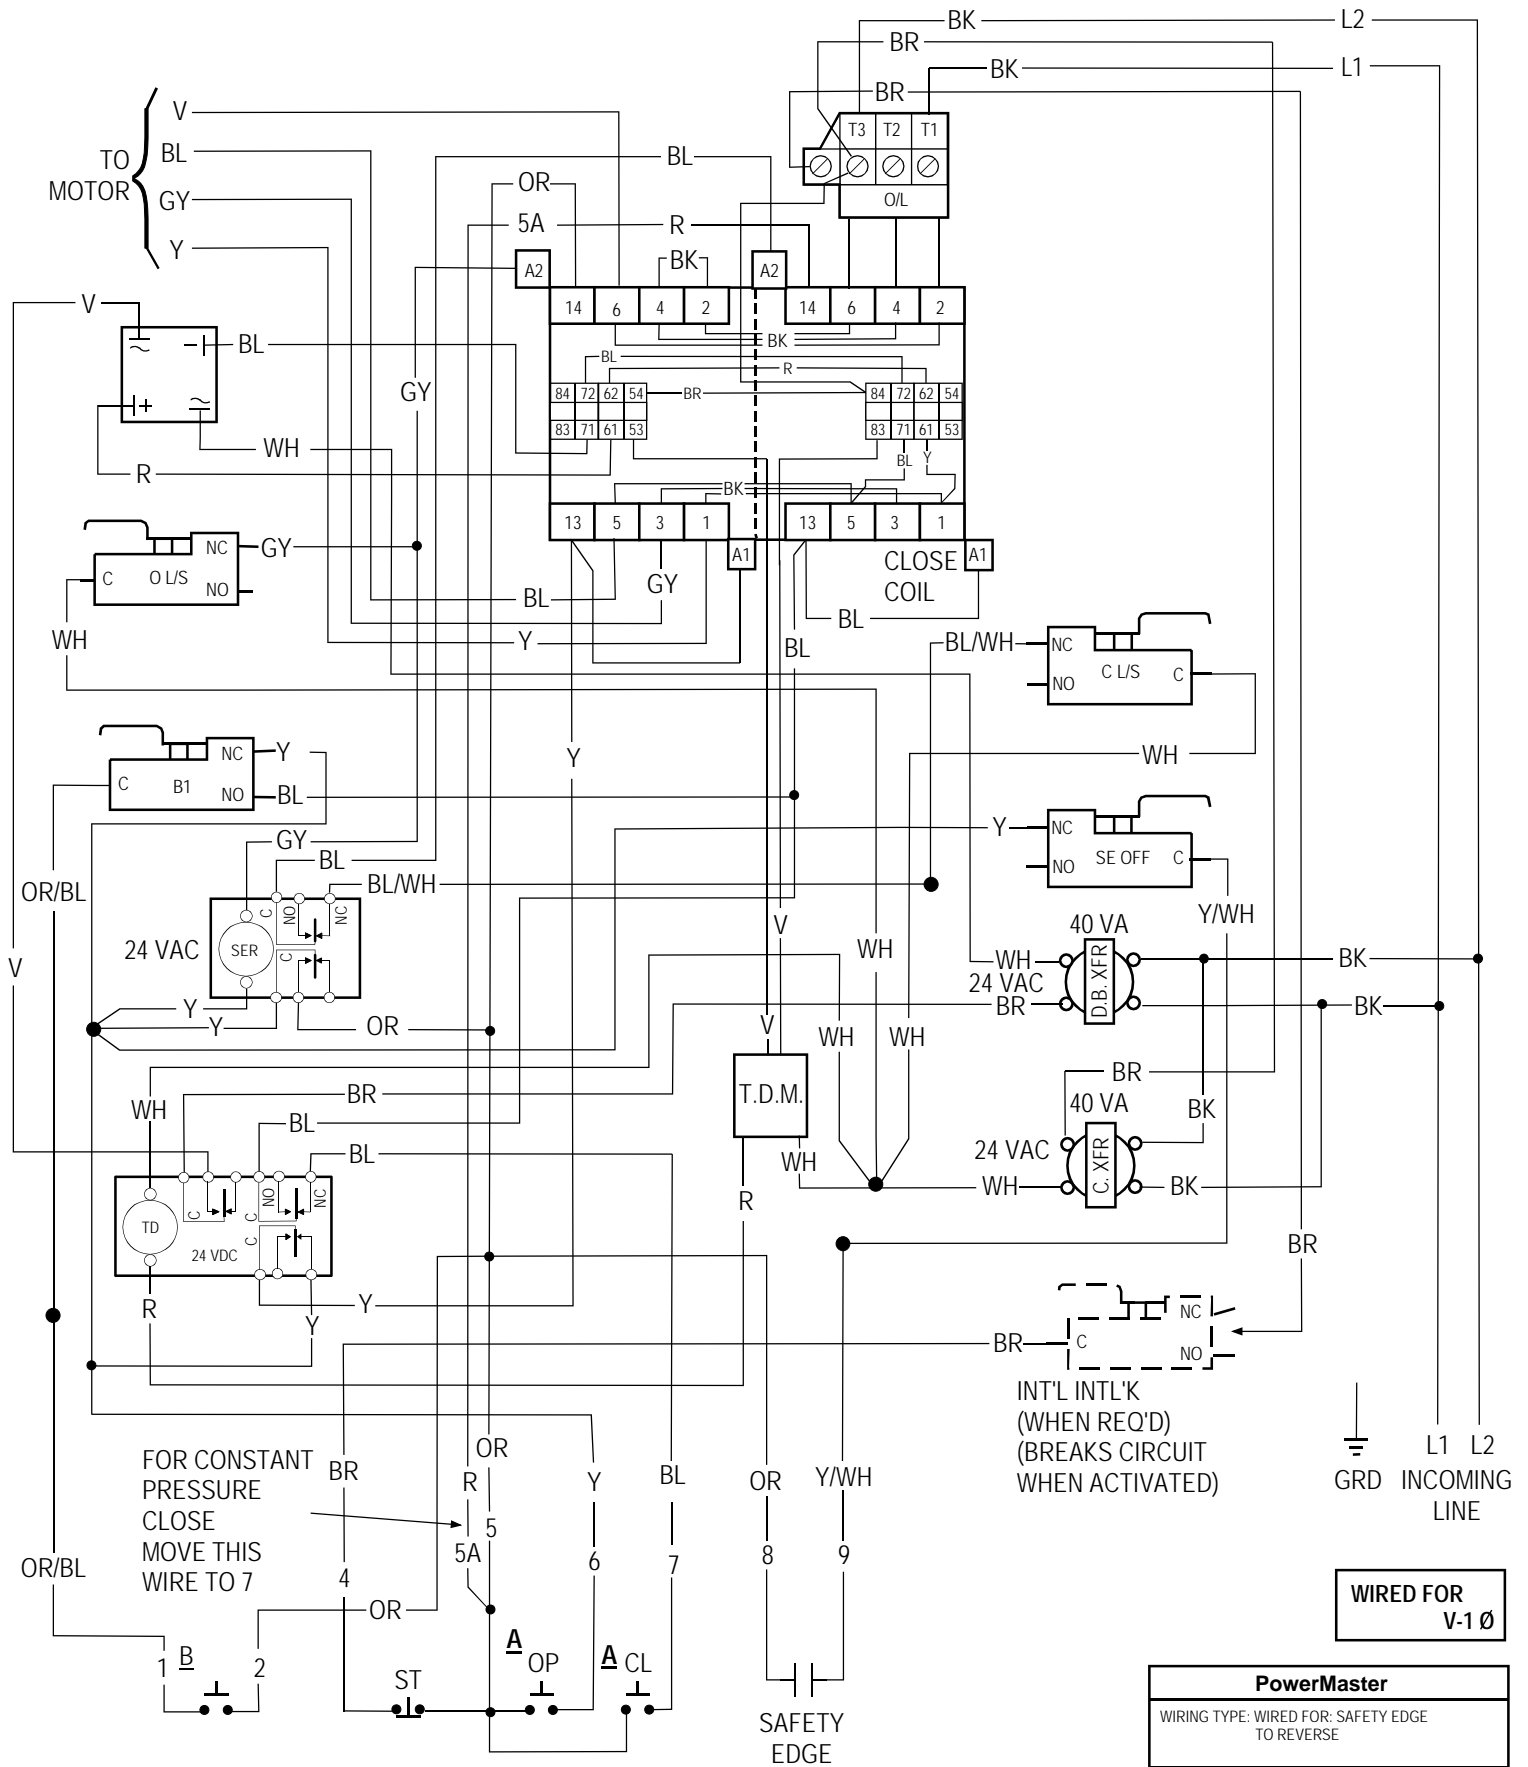 BK
L2
BR
BK
L1
BR
V
T3
T2
T1
TO
MOTOR
BL
BL
OR
GY
O/L
5A
R
Y
BK
A2
A2
V
14
6
4
2
14
6
4
2
BK
BL
BL
R
GY
84
72
62
54
BR
84
72
62
54
83
71
61
53
83
71
61
53
WH
R
BL
Y
BK
13
5
3
1
13
5
3
1
A1
CLOSE
COIL
A1
NC
GY
C
O L/S
NO
GY
BL
BL
WH
Y
BL
BL/WH
NC
C L/S
C
NO
NC
Y
C
B1
NO
BL
Y
WH
GY
BL
Y
NC
SE OFF
C
NO
OR/BL
BL/WH
Y/WH
C
NO
NC
24 VAC
SER
C
V
WH
40 VA
WH
24 VAC
D.B. XFR
BK
V
BR
BK
Y
Y
OR
V
WH
WH
T.D.M.
BR
40 VA
BR
WH
BL
BK
BL
24 VAC
C. XFR
WH
WH
BK
C
C
NO
NC
C
TD
24 VDC
R
BR
R
Y
Y
NC
BR
C
NO
INT'L INTL'K
(WHEN REQ'D)
(BREAKS CIRCUIT
WHEN ACTIVATED)
GRD
L1
L2
INCOMING
LINE
FOR CONSTANT
PRESSURE
CLOSE
MOVE THIS
WIRE TO 7
BR
OR
R
Y
BL
OR
Y/WH
5
5A
OR/BL
4
6
7
8
9
OR
WIRED FOR
V-1 Ø
1
B
2
ST
A
OP
A
CL
SAFETY
EDGE
PowerMaster
WIRING TYPE: WIRED FOR: SAFETY EDGE
TO REVERSE